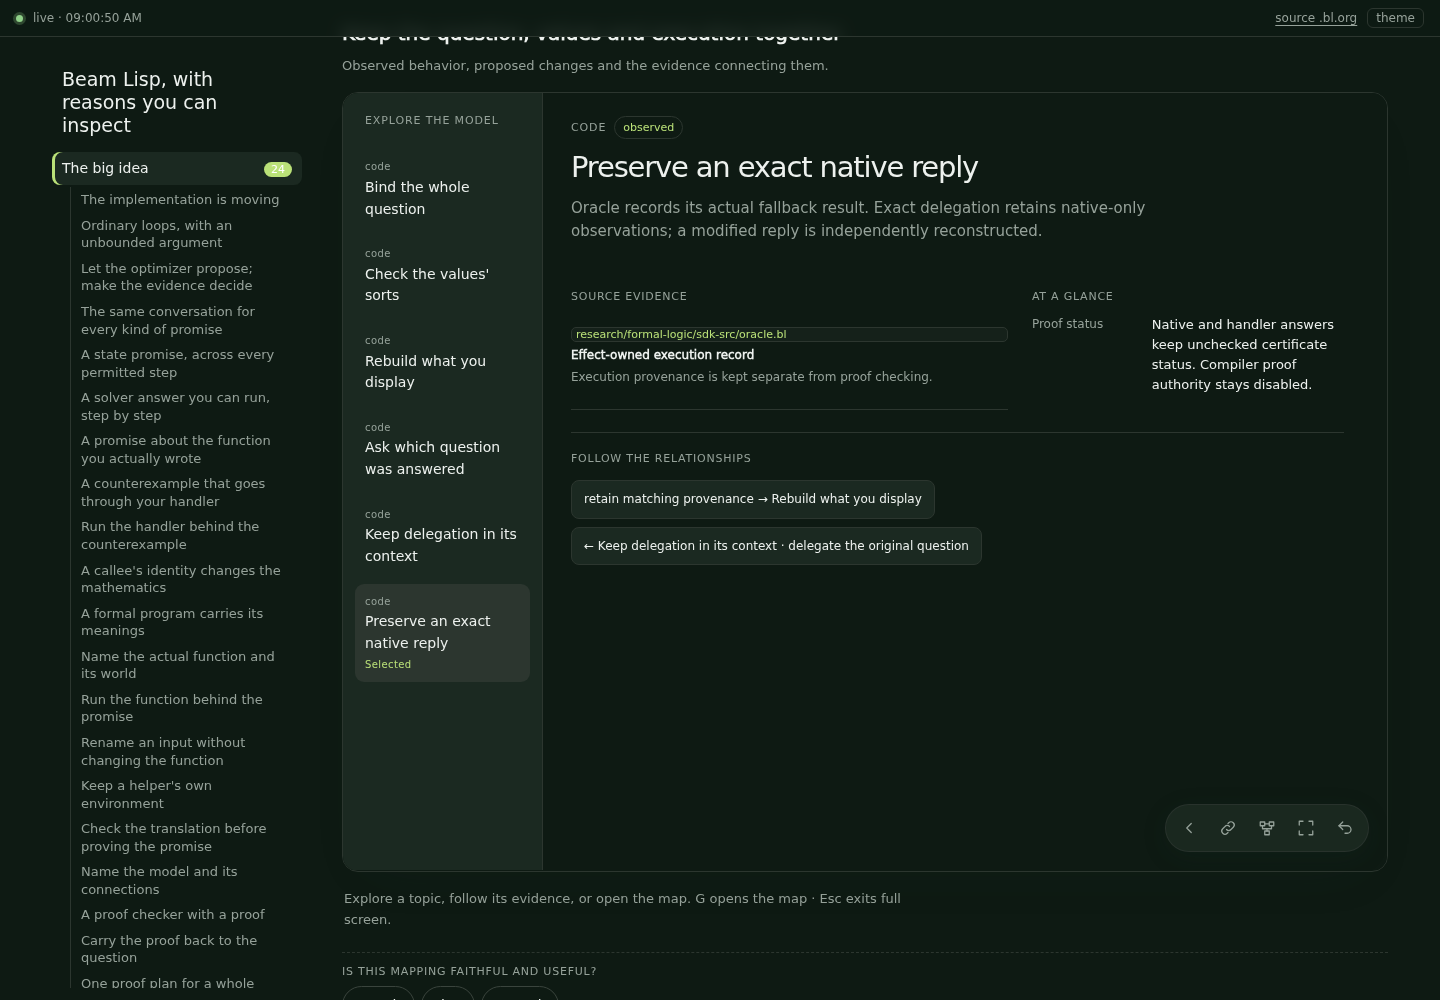 live · 09:00:50 AM
source .bl.org
theme
Beam Lisp, with
reasons you can
inspect
The big idea
24
The implementation is moving
Ordinary loops, with an
unbounded argument
Let the optimizer propose;
make the evidence decide
The same conversation for
every kind of promise
A state promise, across every
permitted step
A solver answer you can run,
step by step
A promise about the function
you actually wrote
A counterexample that goes
through your handler
Run the handler behind the
counterexample
A callee's identity changes the
mathematics
A formal program carries its
meanings
Name the actual function and
its world
Run the function behind the
promise
Rename an input without
changing the function
Keep a helper's own
environment
Check the translation before
proving the promise
Name the model and its
connections
A proof checker with a proof
Carry the proof back to the
question
One proof plan for a whole
Keep the question, values and execution together
Observed behavior, proposed changes and the evidence connecting them.
EXPLORE THE MODEL
code
Bind the whole
question
code
Check the values'
sorts
code
Rebuild what you
display
code
Ask which question
was answered
code
Keep delegation in its
context
code
Preserve an exact
native reply
Selected
CODE
observed
Preserve an exact native reply
Oracle records its actual fallback result. Exact delegation retains native-only
observations; a modified reply is independently reconstructed.
SOURCE EVIDENCE
research/formal-logic/sdk-src/oracle.bl
Effect-owned execution record
Execution provenance is kept separate from proof checking.
AT A GLANCE
Proof status
Native and handler answers
keep unchecked certificate
status. Compiler proof
authority stays disabled.
FOLLOW THE RELATIONSHIPS
retain matching provenance → Rebuild what you display
← Keep delegation in its context · delegate the original question
Explore a topic, follow its evidence, or open the map. G opens the map · Esc exits full
screen.
IS THIS MAPPING FAITHFUL AND USEFUL?